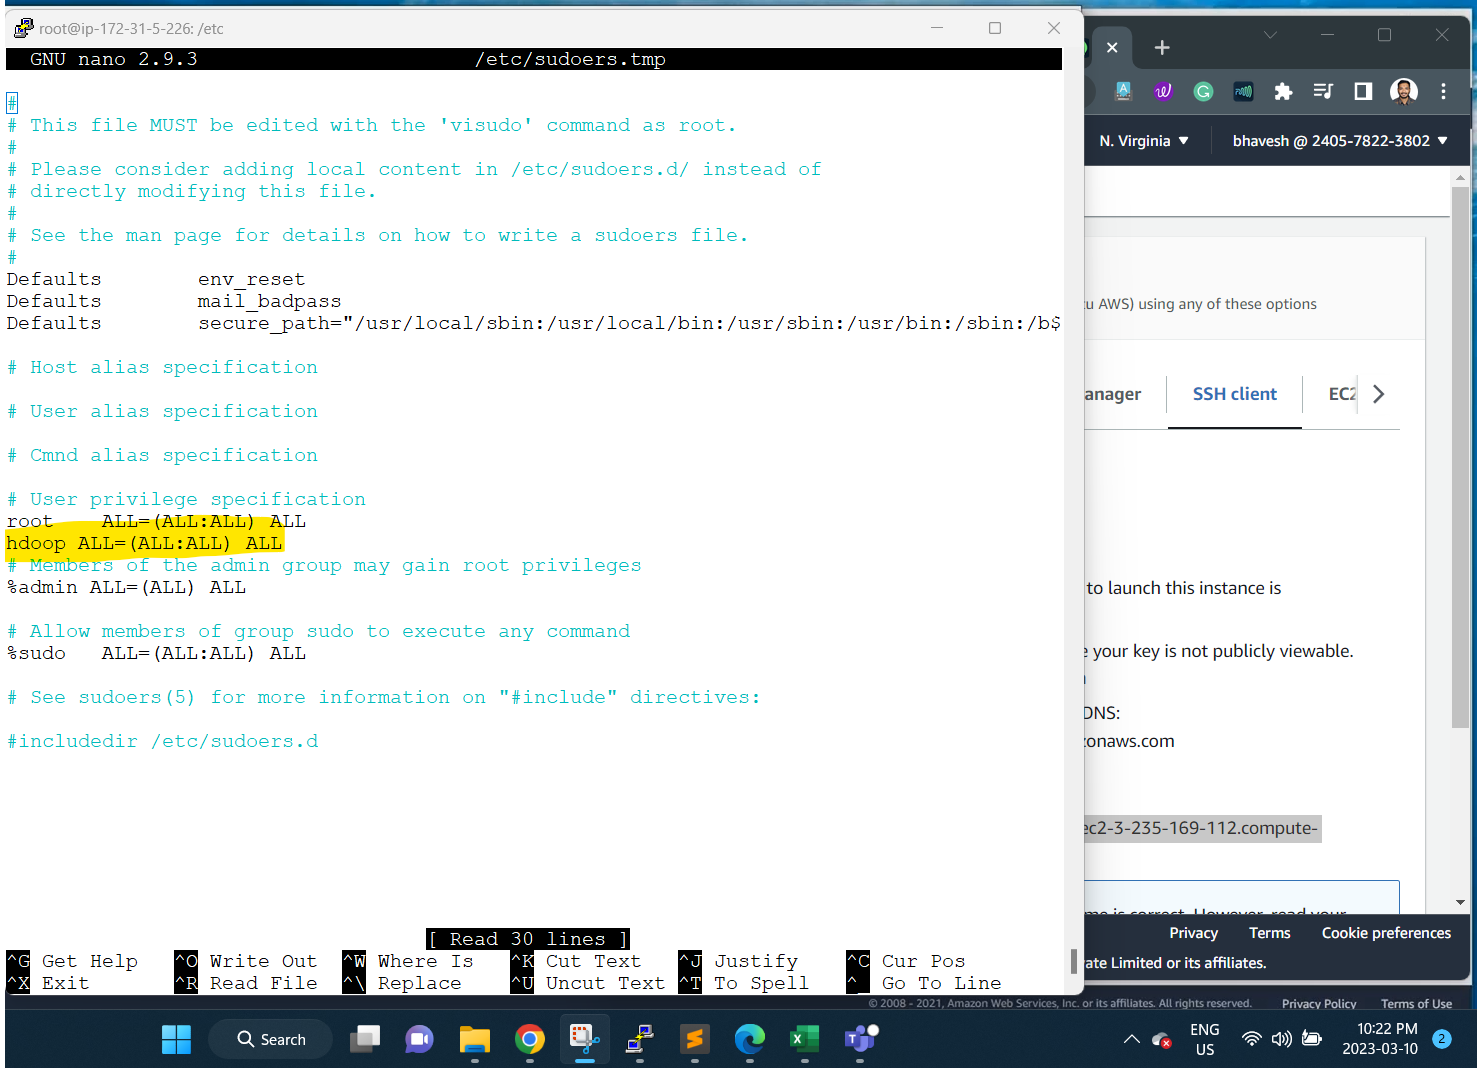 root@ip-172-31-5-226: /etc
GNU nano 2.9.3 /etc/sudoers.tmp
#
# This file MUST be edited with the 'visudo' command as root.
#
# Please consider adding local content in /etc/sudoers.d/ instead of
# directly modifying this file.
#
# See the man page for details on how to write a sudoers file.
#
Defaults env_reset
Defaults mail_badpass
Defaults secure_path="/usr/local/sbin:/usr/local/bin:/usr/sbin:/usr/bin:/sbin:/b$
# Host alias specification
# User alias specification
# Cmnd alias specification
# User privilege specification
root ALL=(ALL:ALL) ALL
hdoop ALL=(ALL:ALL) ALL
# Members of the admin group may gain root privileges
%admin ALL=(ALL) ALL
# Allow members of group sudo to execute any command
%sudo ALL=(ALL:ALL) ALL
# See sudoers(5) for more information on "#include" directives:
#includedir /etc/sudoers.d
[ Read 30 lines ]
^G Get Help ^O Write Out ^W Where Is ^K Cut Text ^J Justify ^C Cur Pos
^X Exit ^R Read File ^\ Replace ^U Uncut Text ^T To Spell ^_ Go To Line
N. Virginia ▼ bhavesh @ 2405-7822-3802 ▼
AWS) using any of these options
anager SSH client EC2
to launch this instance is
your key is not publicly viewable.
DNS:
onaws.com
ec2-3-235-169-112.compute-
me is correct. However, read your
Privacy Terms Cookie preferences
ate Limited or its affiliates.
© 2008 - 2021, Amazon Web Services, Inc. or its affiliates. All rights reserved. Privacy Policy Terms of Use
Search
ENG
US
10:22 PM
2023-03-10
2